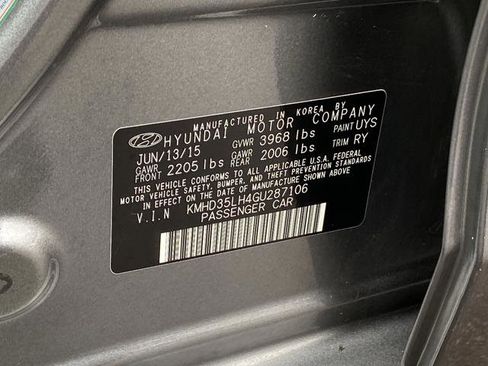 MANUFACTURED IN KOREA BY
HYUNDAI MOTOR COMPANY
JUN/13/15 GVWR 3968 lbs PAINT UYS
GAWR FRONT 2205 lbs GAWR REAR 2006 lbs TRIM RY
THIS VEHICLE CONFORMS TO ALL APPLICABLE U.S.A. FEDERAL
MOTOR VEHICLE SAFETY, BUMPER, AND THEFT PREVENTION STANDARDS
IN EFFECT ON THE DATE OF MANUFACTURE SHOWN ABOVE.
V.I.N KMHD35LH4GU287106
PASSENGER CAR